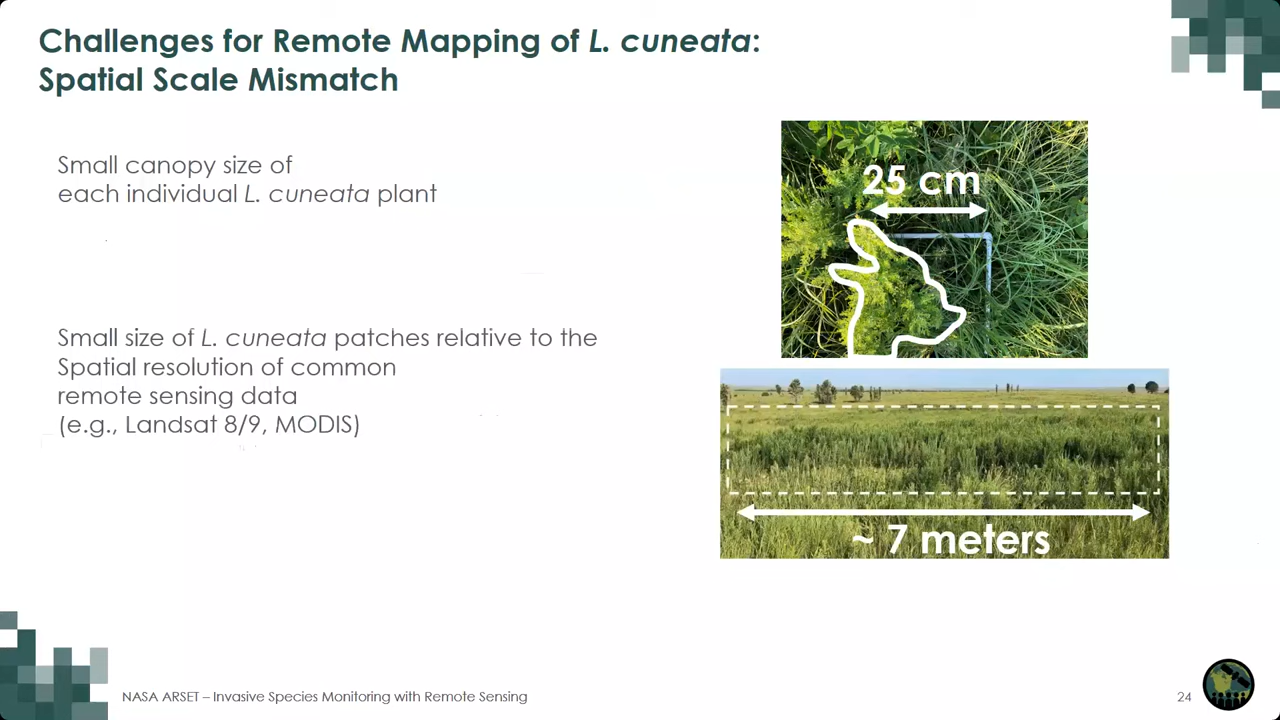 Challenges for Remote Mapping of L. cuneata:
Spatial Scale Mismatch
Small canopy size of
each individual L. cuneata plant
25 cm
Small size of L. cuneata patches relative to the
Spatial resolution of common
remote sensing data
(e.g., Landsat 8/9, MODIS)
~ 7 meters
NASA ARSET – Invasive Species Monitoring with Remote Sensing
24